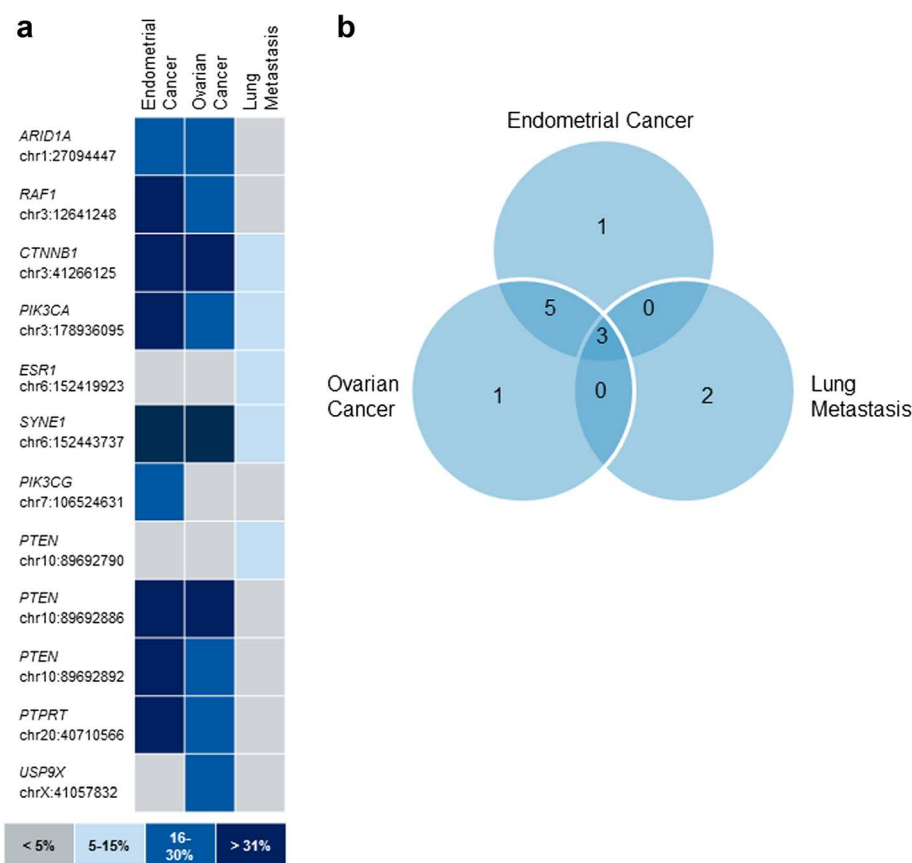 a
Endometrial
Cancer
Ovarian
Cancer
Lung
Metastasis
ARID1A
chr1:27094447
RAF1
chr3:12641248
CTNNB1
chr3:41266125
PIK3CA
chr3:178936095
ESR1
chr6:152419923
SYNE1
chr6:152443737
PIK3CG
chr7:106524631
PTEN
chr10:89692790
PTEN
chr10:89692886
PTEN
chr10:89692892
PTPRT
chr20:40710566
USP9X
chrX:41057832
< 5%
5-15%
16-
30%
> 31%
b
Endometrial Cancer
1
5
0
3
Ovarian
Cancer
1
0
2
Lung
Metastasis